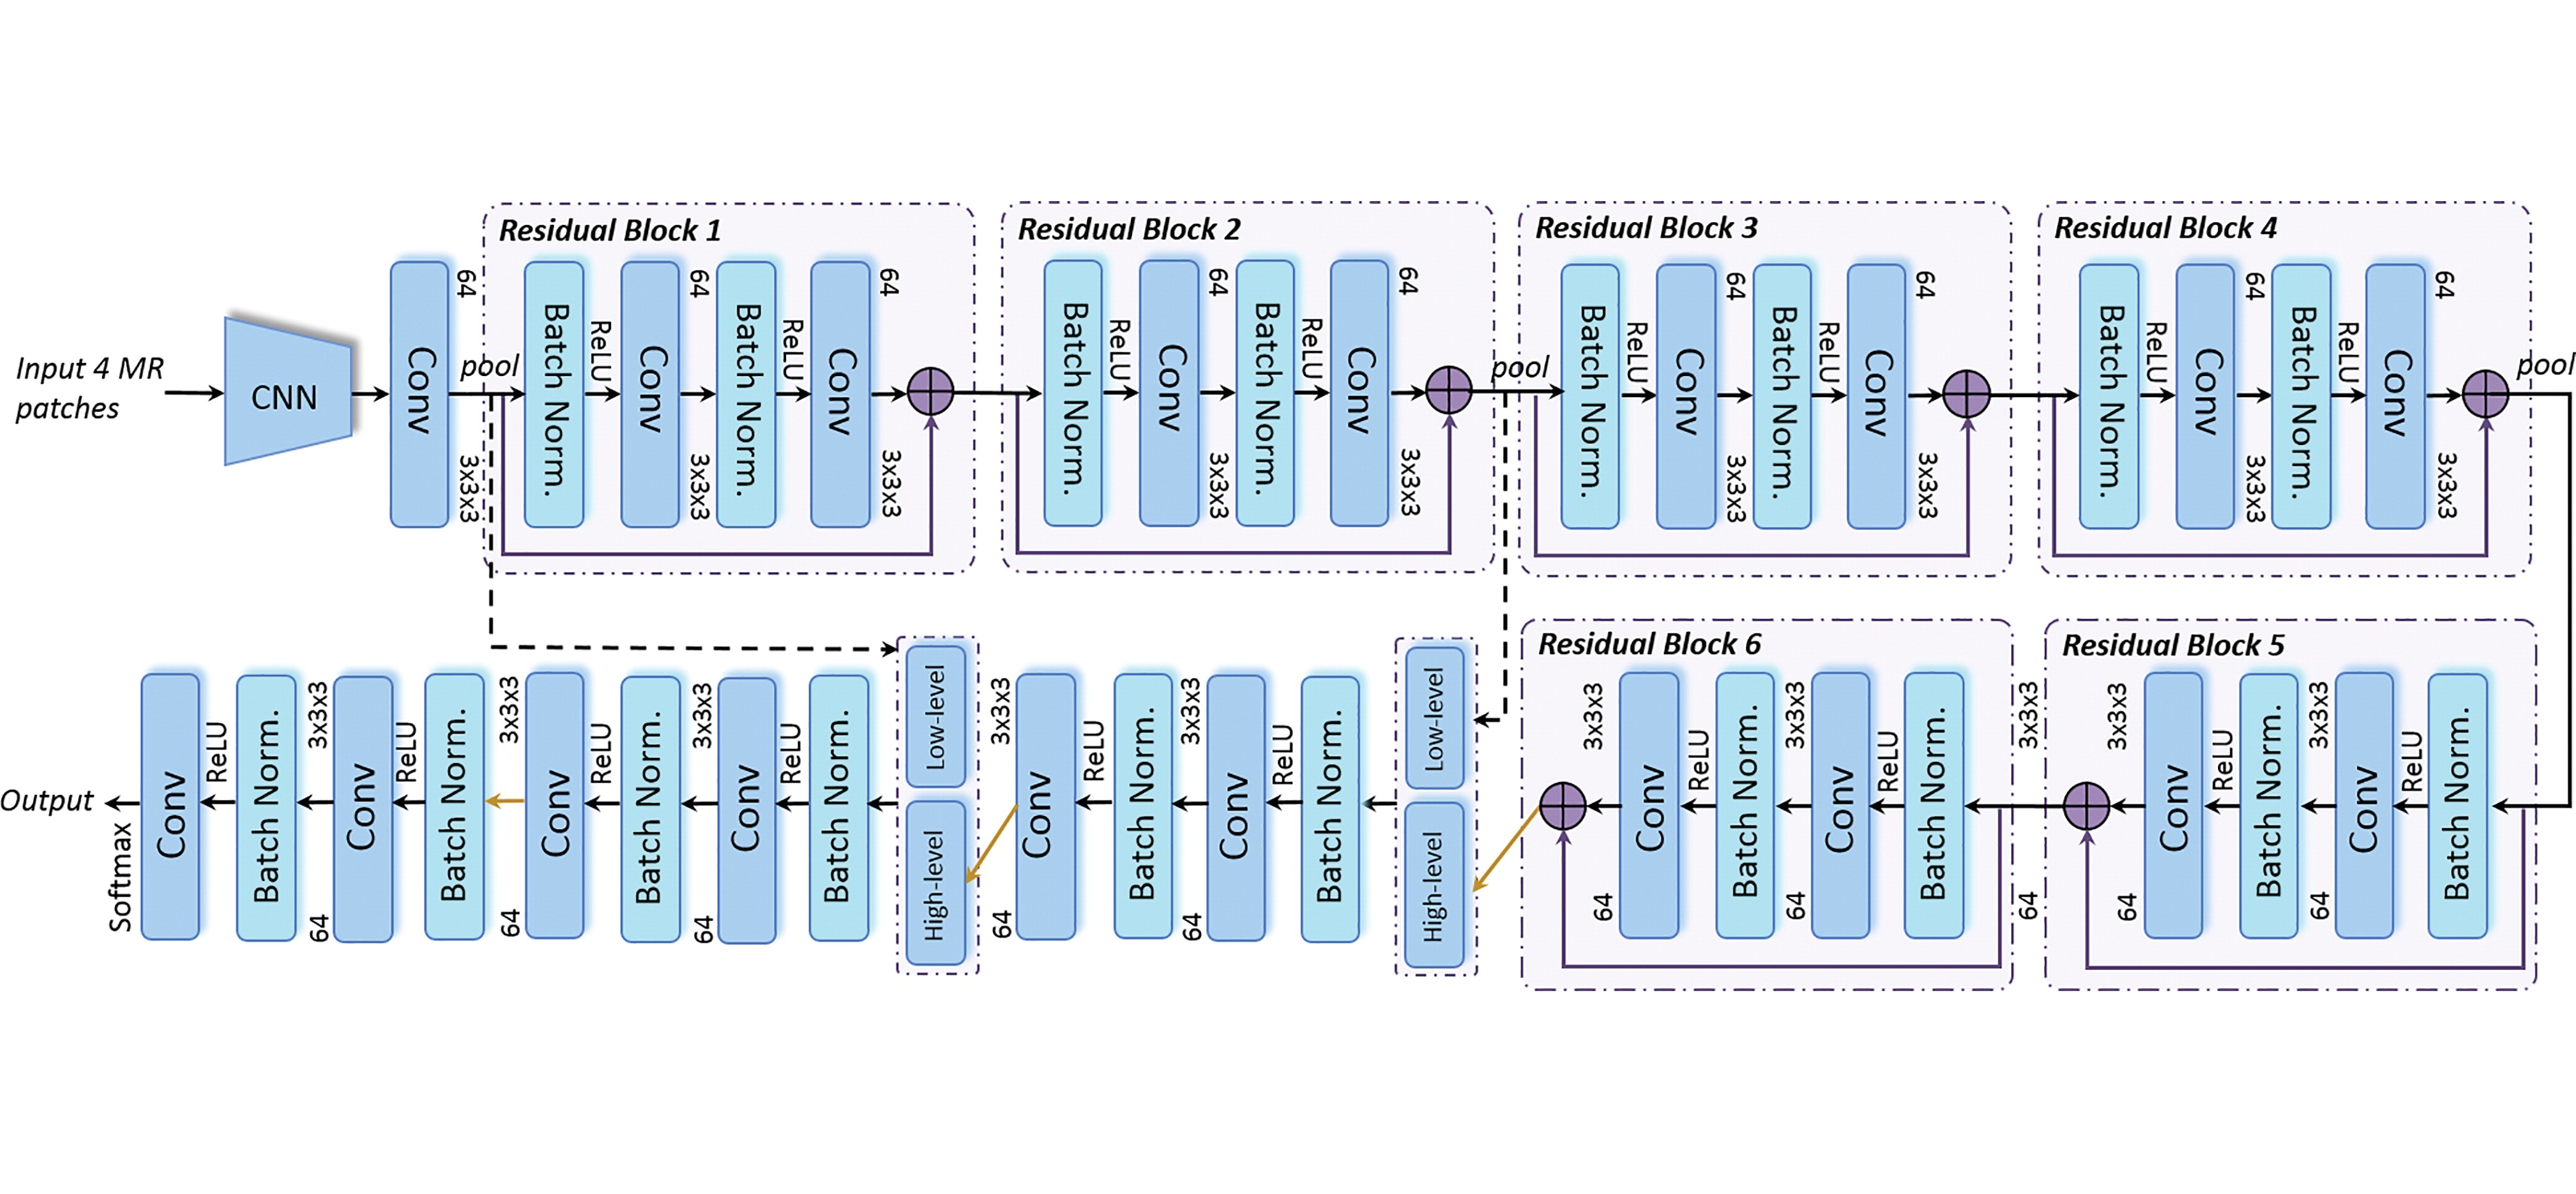 Input 4 MR
patches
CNN
Conv
64
3x3x3
pool
Residual Block 1
Batch Norm.
ReLU
Conv
64
3x3x3
Batch Norm.
ReLU
Conv
64
3x3x3
Residual Block 2
Batch Norm.
ReLU
Conv
64
3x3x3
Batch Norm.
ReLU
Conv
64
3x3x3
pool
Residual Block 3
Batch Norm.
ReLU
Conv
64
3x3x3
Batch Norm.
ReLU
Conv
64
3x3x3
Residual Block 4
Batch Norm.
ReLU
Conv
64
3x3x3
Batch Norm.
ReLU
Conv
64
3x3x3
pool
Residual Block 5
Batch Norm.
ReLU
Conv
3x3x3
64
Batch Norm.
ReLU
Conv
3x3x3
64
3x3x3
64
Residual Block 6
Batch Norm.
ReLU
Conv
3x3x3
64
Batch Norm.
ReLU
Conv
3x3x3
64
Low-level
High-level
Batch Norm.
ReLU
Conv
3x3x3
64
Batch Norm.
ReLU
Conv
3x3x3
64
Low-level
High-level
Batch Norm.
ReLU
Conv
3x3x3
64
Batch Norm.
ReLU
Conv
3x3x3
64
Batch Norm.
ReLU
Conv
3x3x3
64
Batch Norm.
ReLU
Conv
Softmax
Output